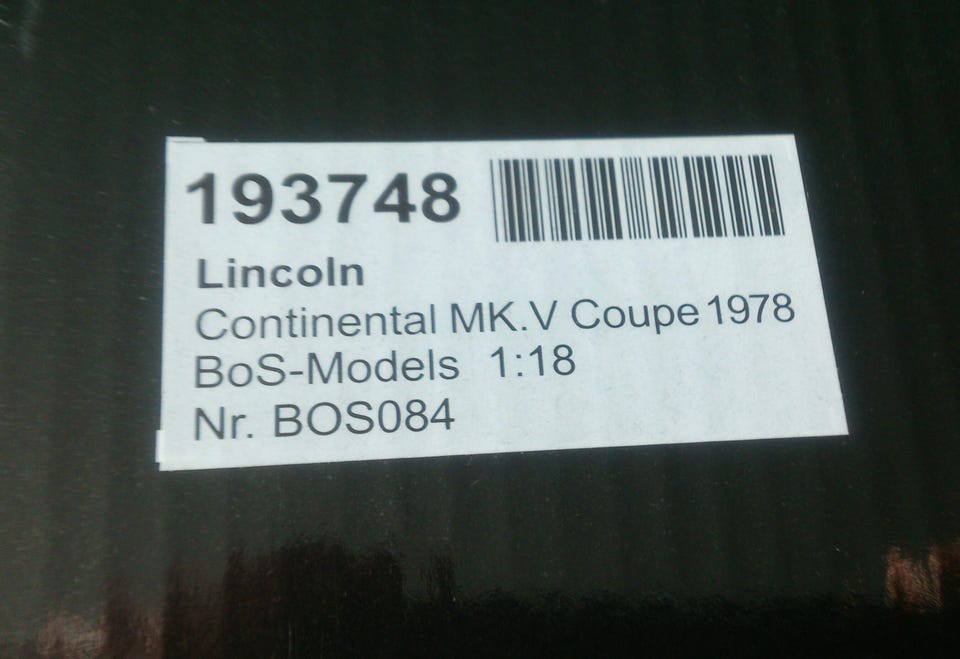 193748
Lincoln
Continental MK.V Coupe 1978
BoS-Models 1:18
Nr. BOS084